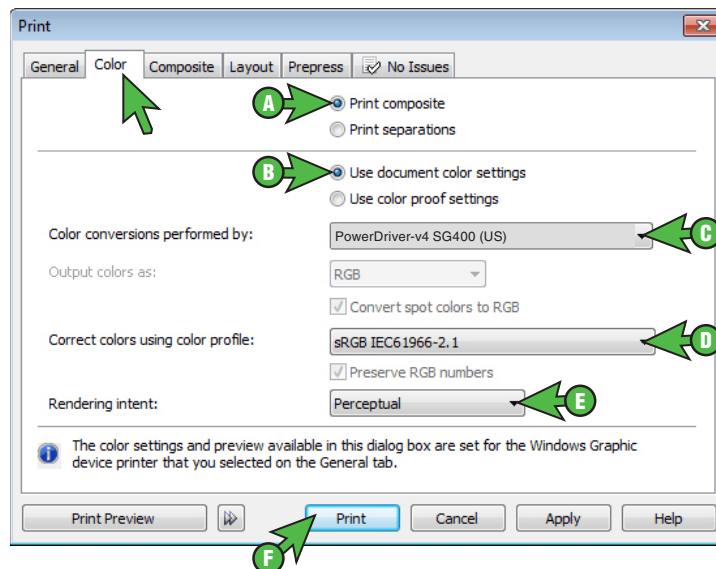 Print
General Color Composite Layout Prepress No Issues
A Print composite
Print separations
B Use document color settings
Use color proof settings
Color conversions performed by: PowerDriver-v4 SG400 (US) C
Output colors as: RGB
Convert spot colors to RGB
Correct colors using color profile: sRGB IEC61966-2.1 D
Preserve RGB numbers
Rendering intent: Perceptual E
The color settings and preview available in this dialog box are set for the Windows Graphic
device printer that you selected on the General tab.
Print Preview Print Cancel Apply Help
F